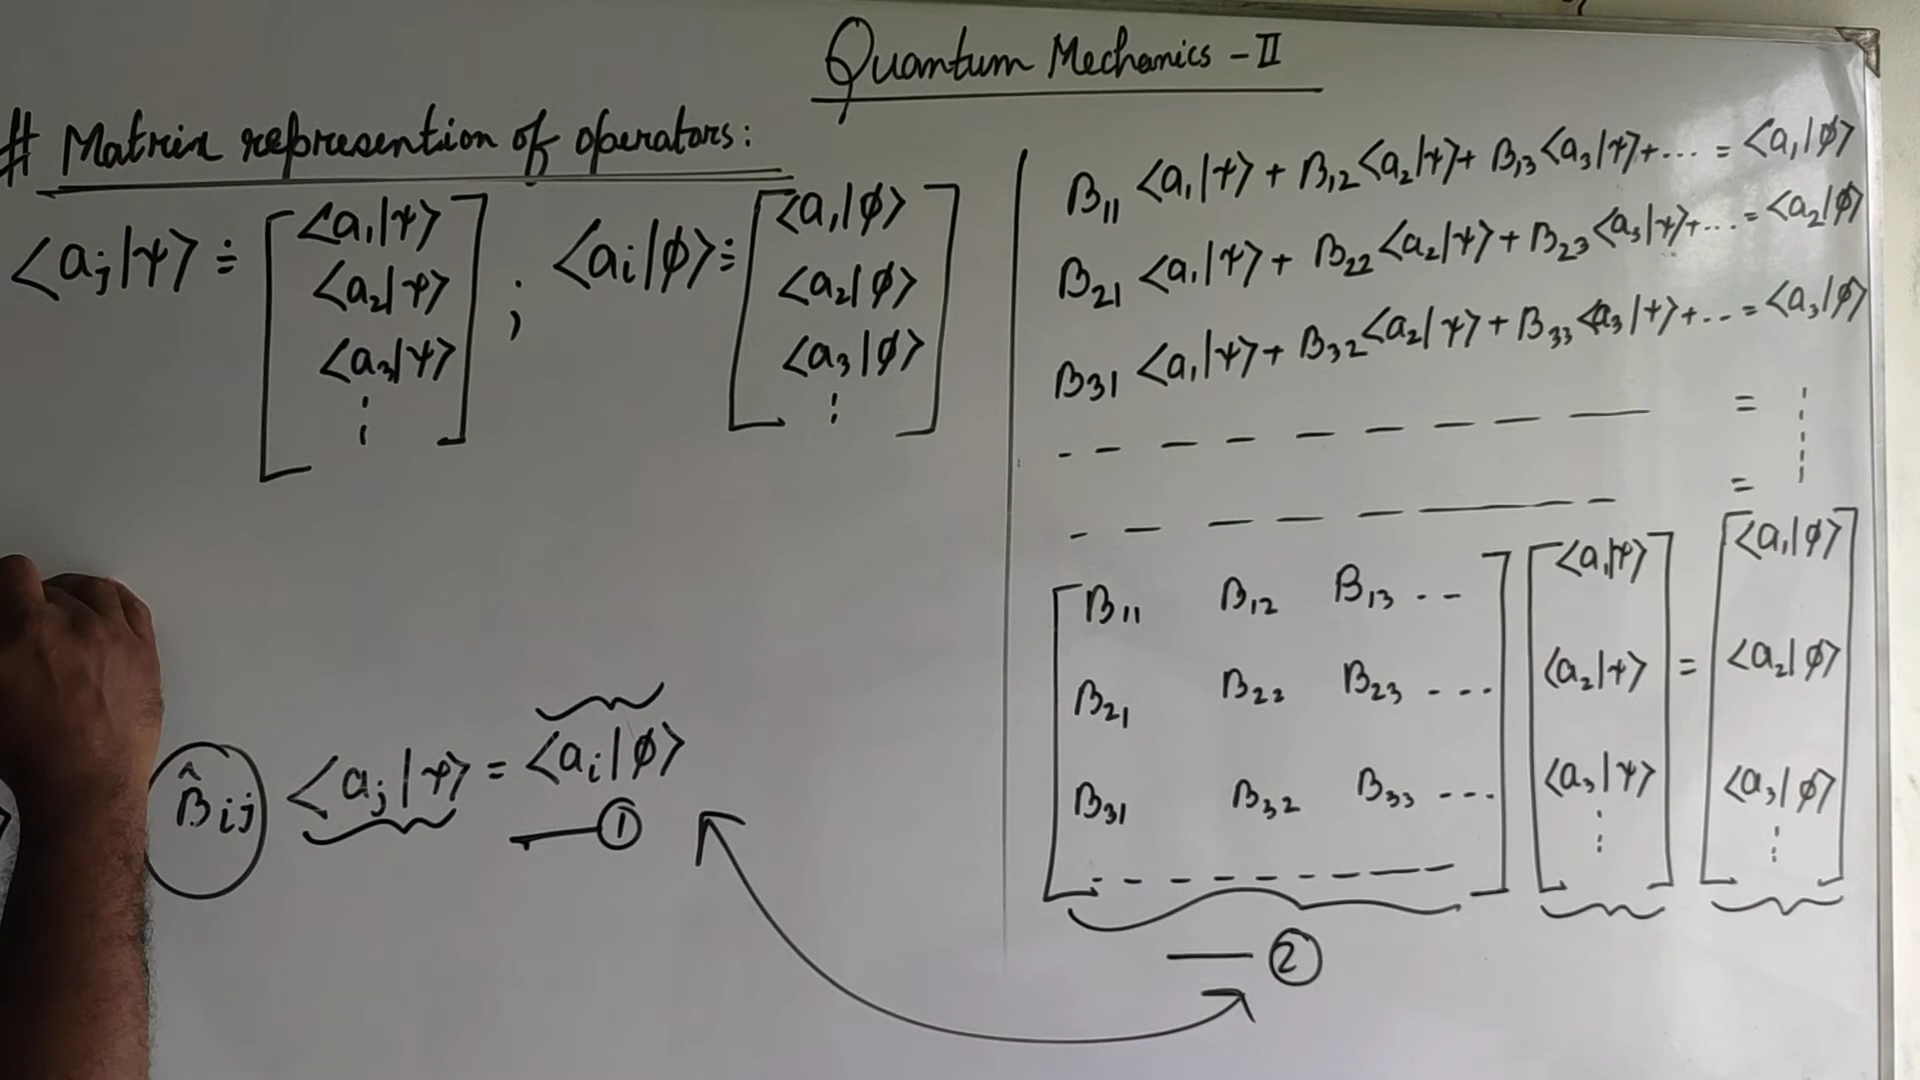 Quantum Mechanics - II
# Matrix represention of operators:
<aj|ψ> ≐ [<a1|ψ> <a2|ψ> <a3|ψ> ⋮] ; <ai|ϕ> ≐ [<a1|ϕ> <a2|ϕ> <a3|ϕ> ⋮]
B̂ij <aj|ψ> = <ai|ϕ>
— ①
B11 <a1|ψ> + B12 <a2|ψ> + B13 <a3|ψ> + ... = <a1|ϕ>
B21 <a1|ψ> + B22 <a2|ψ> + B23 <a3|ψ> + ... = <a2|ϕ>
B31 <a1|ψ> + B32 <a2|ψ> + B33 <a3|ψ> + ... = <a3|ϕ>
- - - - - - - - - = ⋮
- - - - - - - - = ⋮
B11 B12 B13 .. <a1|ψ> <a1|ϕ>
B21 B22 B23 ... <a2|ψ> = <a2|ϕ>
B31 B32 B33 ... <a3|ψ> <a3|ϕ>
- - - - - - - - ⋮ ⋮
— ②